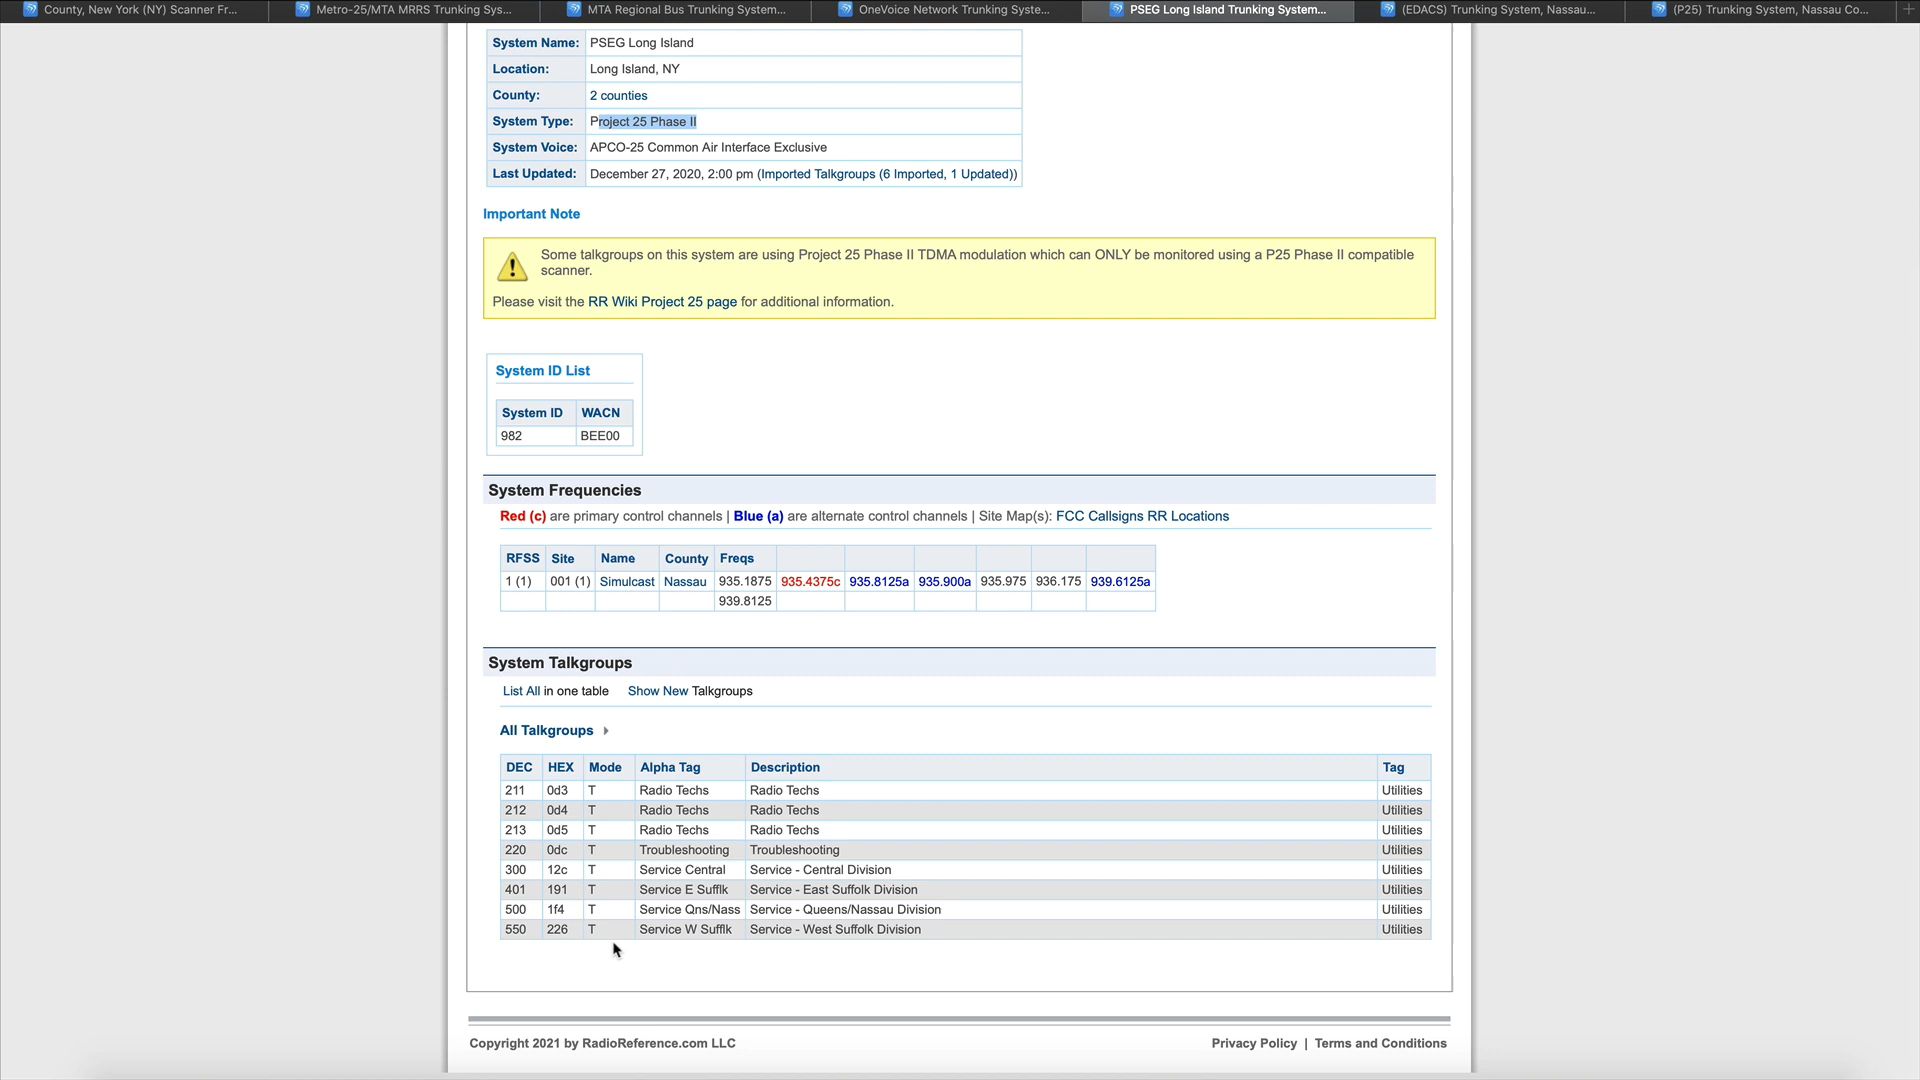 County, New York (NY) Scanner Fr...
Metro-25/MTA MRRS Trunking Sys...
MTA Regional Bus Trunking System...
OneVoice Network Trunking Syste...
PSEG Long Island Trunking System...
(EDACS) Trunking System, Nassau...
(P25) Trunking System, Nassau Co...
System Name: PSEG Long Island
Location: Long Island, NY
County: 2 counties
System Type: Project 25 Phase II
System Voice: APCO-25 Common Air Interface Exclusive
Last Updated: December 27, 2020, 2:00 pm (Imported Talkgroups (6 Imported, 1 Updated))
Important Note
Some talkgroups on this system are using Project 25 Phase II TDMA modulation which can ONLY be monitored using a P25 Phase II compatible
scanner.
Please visit the RR Wiki Project 25 page for additional information.
System ID List
System ID WACN
982 BEE00
System Frequencies
Red (c) are primary control channels | Blue (a) are alternate control channels | Site Map(s): FCC Callsigns RR Locations
RFSS Site Name County Freqs
1 (1) 001 (1) Simulcast Nassau 935.1875 935.4375c 935.8125a 935.900a 935.975 936.175 939.6125a
939.8125
System Talkgroups
List All in one table Show New Talkgroups
All Talkgroups
DEC HEX Mode Alpha Tag Description Tag
211 0d3 T Radio Techs Radio Techs Utilities
212 0d4 T Radio Techs Radio Techs Utilities
213 0d5 T Radio Techs Radio Techs Utilities
220 0dc T Troubleshooting Troubleshooting Utilities
300 12c T Service Central Service - Central Division Utilities
401 191 T Service E Sufflk Service - East Suffolk Division Utilities
500 1f4 T Service Qns/Nass Service - Queens/Nassau Division Utilities
550 226 T Service W Sufflk Service - West Suffolk Division Utilities
Copyright 2021 by RadioReference.com LLC
Privacy Policy | Terms and Conditions